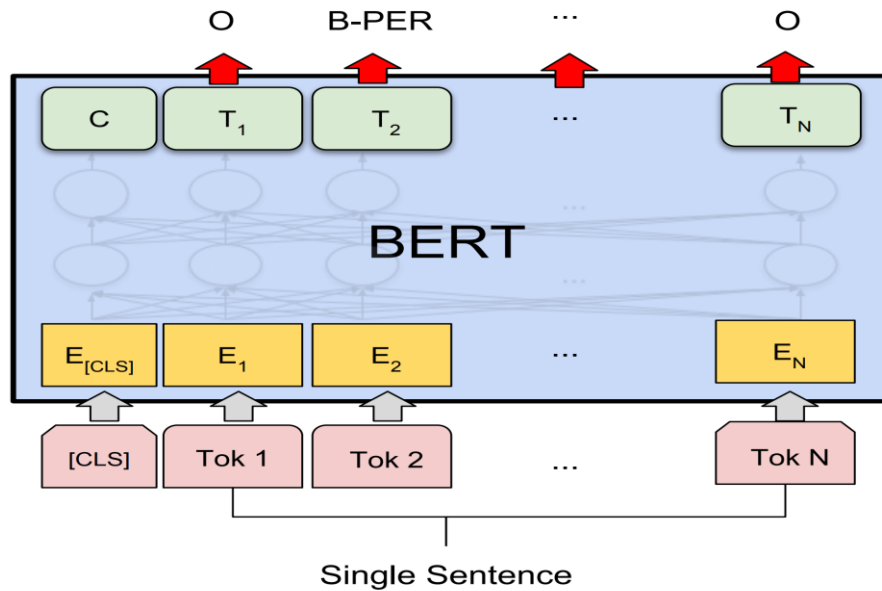 O B-PER ... O
C T1 T2 ... TN
...
BERT
...
E[CLS] E1 E2 ... EN
[CLS] Tok 1 Tok 2 ... Tok N
Single Sentence